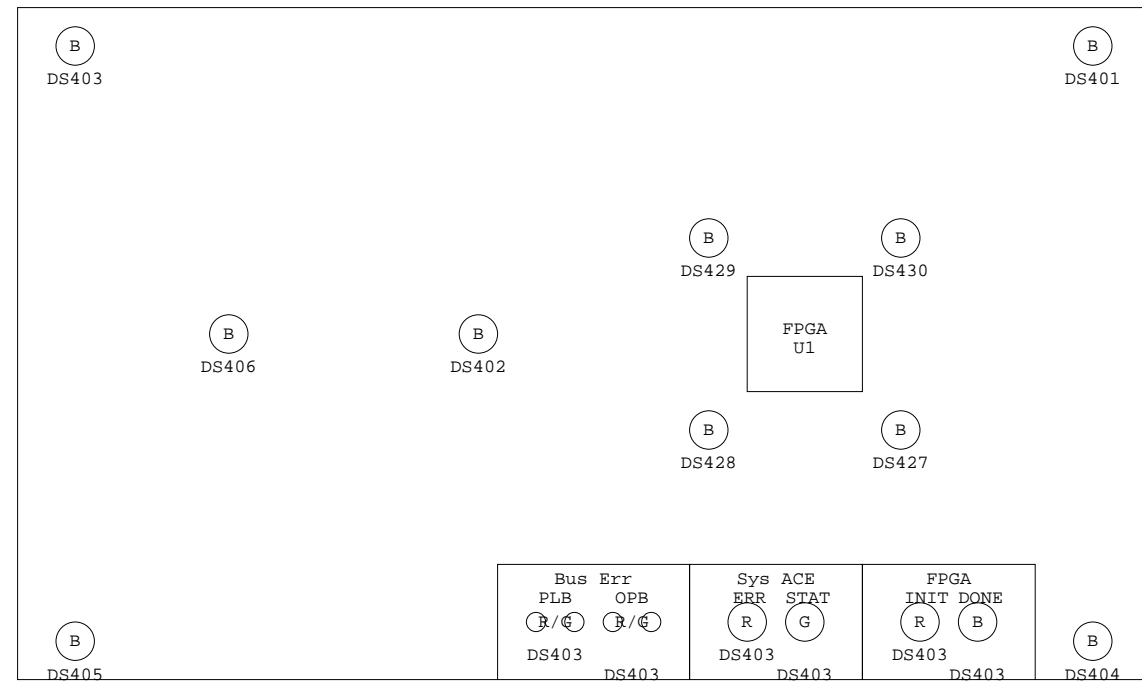 B B
DS403 DS401
B B
DS429 DS430
FPGA
U1
B B
DS406 DS402
B B
DS428 DS427
Bus Err Sys ACE FPGA
PLB OPB ERR STAT INIT DONE
R/G R/G R G R B
B B
DS403 DS403 DS403
DS405 DS403 DS403 DS403 DS404